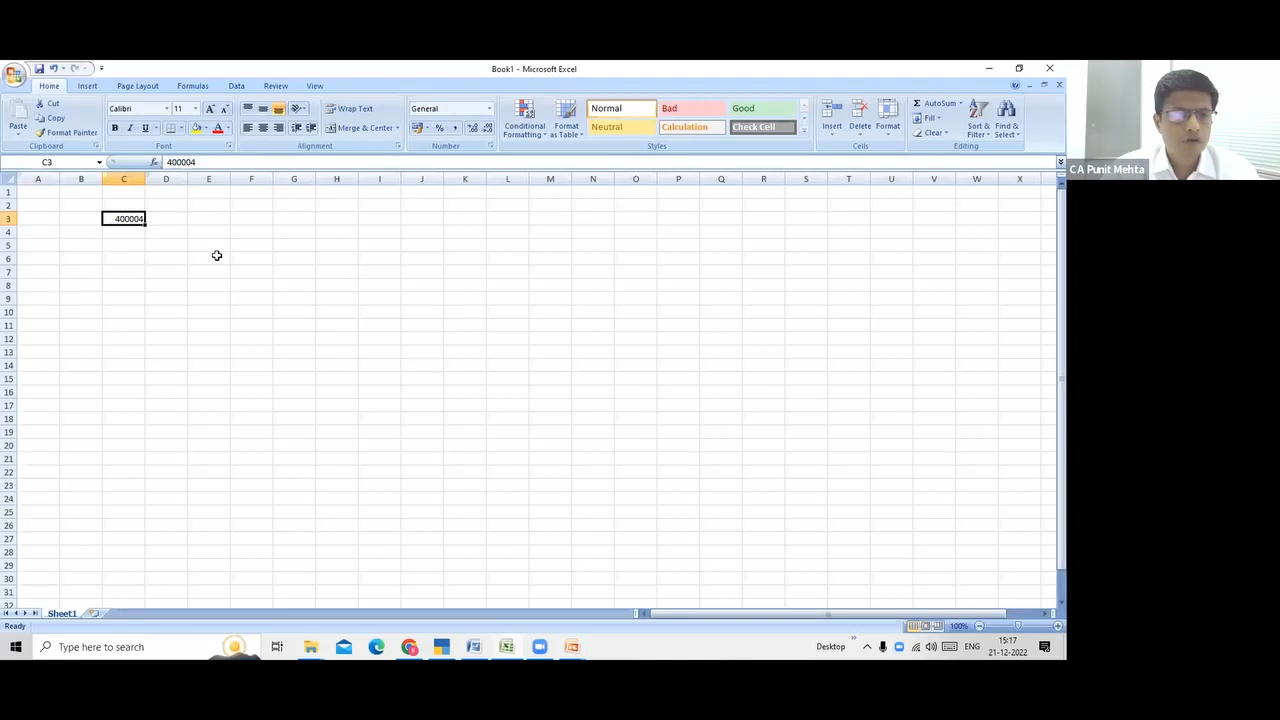 Book1 - Microsoft Excel
Home Insert Page Layout Formulas Data Review View
Cut
Copy
Format Painter
Paste
Clipboard
Calibri 11
B I U
Font
Wrap Text
Merge & Center
Alignment
General
% ,
Number
Conditional Formatting
Format as Table
Normal Bad Good
Neutral Calculation Check Cell
Styles
Insert Delete Format
Cells
Σ AutoSum
Fill
Clear
Sort & Filter
Find & Select
Editing
C A Punit Mehta
C3 fx 400004
A B C D E F G H I J K L M N O P Q R S T U V W X
1
2
3 400004
4
5
6
7
8
9
10
11
12
13
14
15
16
17
18
19
20
21
22
23
24
25
26
27
28
29
30
31
32
Sheet1
Ready 100%
Type here to search Desktop ENG 15:17
21-12-2022